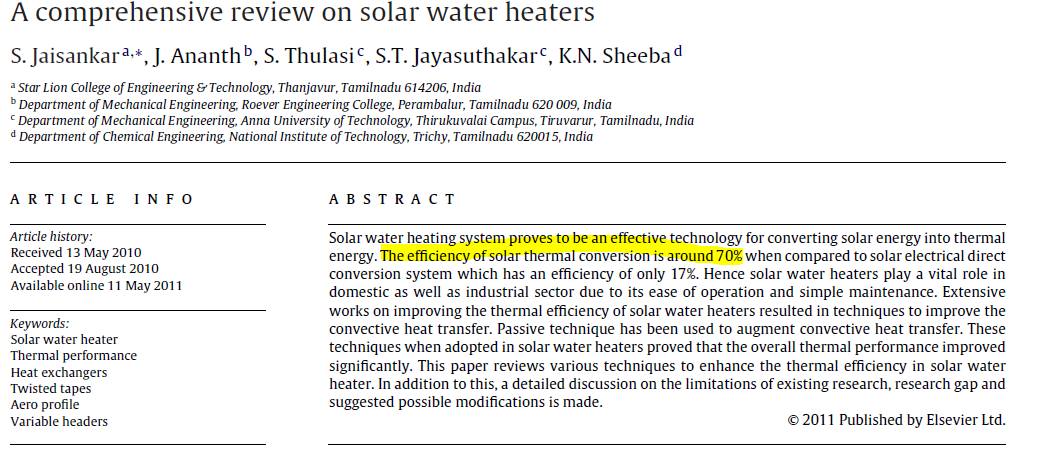 A comprehensive review on solar water heaters
S. Jaisankar a,∗, J. Ananth b, S. Thulasi c, S.T. Jayasuthakar c, K.N. Sheeba d
a Star Lion College of Engineering & Technology, Thanjavur, Tamilnadu 614206, India
b Department of Mechanical Engineering, Roever Engineering College, Perambalur, Tamilnadu 620 009, India
c Department of Mechanical Engineering, Anna University of Technology, Thirukuvalai Campus, Tiruvarur, Tamilnadu, India
d Department of Chemical Engineering, National Institute of Technology, Trichy, Tamilnadu 620015, India
ARTICLE INFO
Article history:
Received 13 May 2010
Accepted 19 August 2010
Available online 11 May 2011
Keywords:
Solar water heater
Thermal performance
Heat exchangers
Twisted tapes
Aero profile
Variable headers
ABSTRACT
Solar water heating system proves to be an effective technology for converting solar energy into thermal
energy. The efficiency of solar thermal conversion is around 70% when compared to solar electrical direct
conversion system which has an efficiency of only 17%. Hence solar water heaters play a vital role in
domestic as well as industrial sector due to its ease of operation and simple maintenance. Extensive
works on improving the thermal efficiency of solar water heaters resulted in techniques to improve the
convective heat transfer. Passive technique has been used to augment convective heat transfer. These
techniques when adopted in solar water heaters proved that the overall thermal performance improved
significantly. This paper reviews various techniques to enhance the thermal efficiency in solar water
heater. In addition to this, a detailed discussion on the limitations of existing research, research gap and
suggested possible modifications is made.
© 2011 Published by Elsevier Ltd.